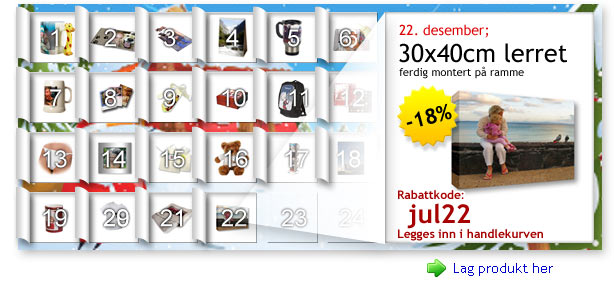 1 2 3 4 5 6
7 8 9 10 11 12
13 14 15 16 17 18
19 20 21 22 23 24
22. desember;
30x40cm lerret
ferdig montert på ramme
-18%
Rabattkode:
jul22
Legges inn i handlekurven
Lag produkt her